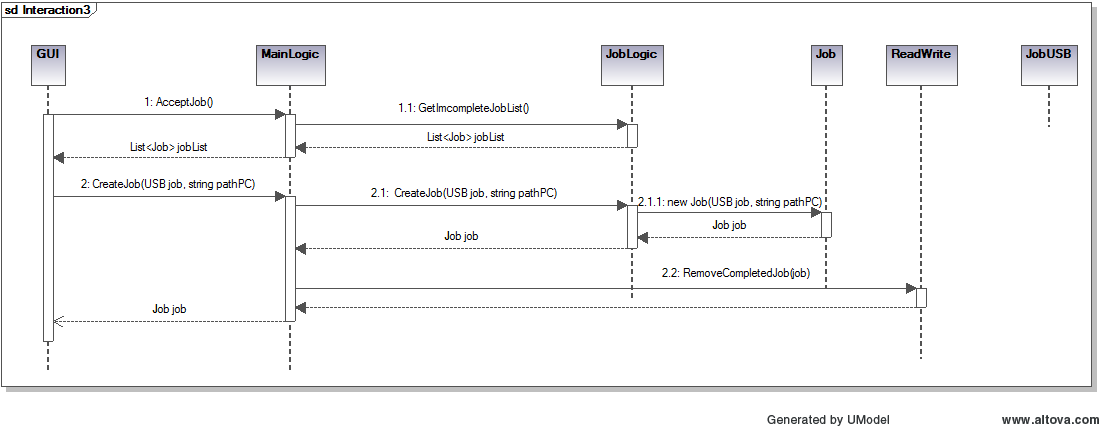 sd Interaction3
GUI
MainLogic
JobLogic
Job
ReadWrite
JobUSB
1: AcceptJob()
1.1: GetImcompleteJobList()
List<Job> jobList
List<Job> jobList
2: CreateJob(USB job, string pathPC)
2.1: CreateJob(USB job, string pathPC)
2.1.1: new Job(USB job, string pathPC)
Job job
Job job
2.2: RemoveCompletedJob(job)
Job job
Generated by UModel
www.altova.com